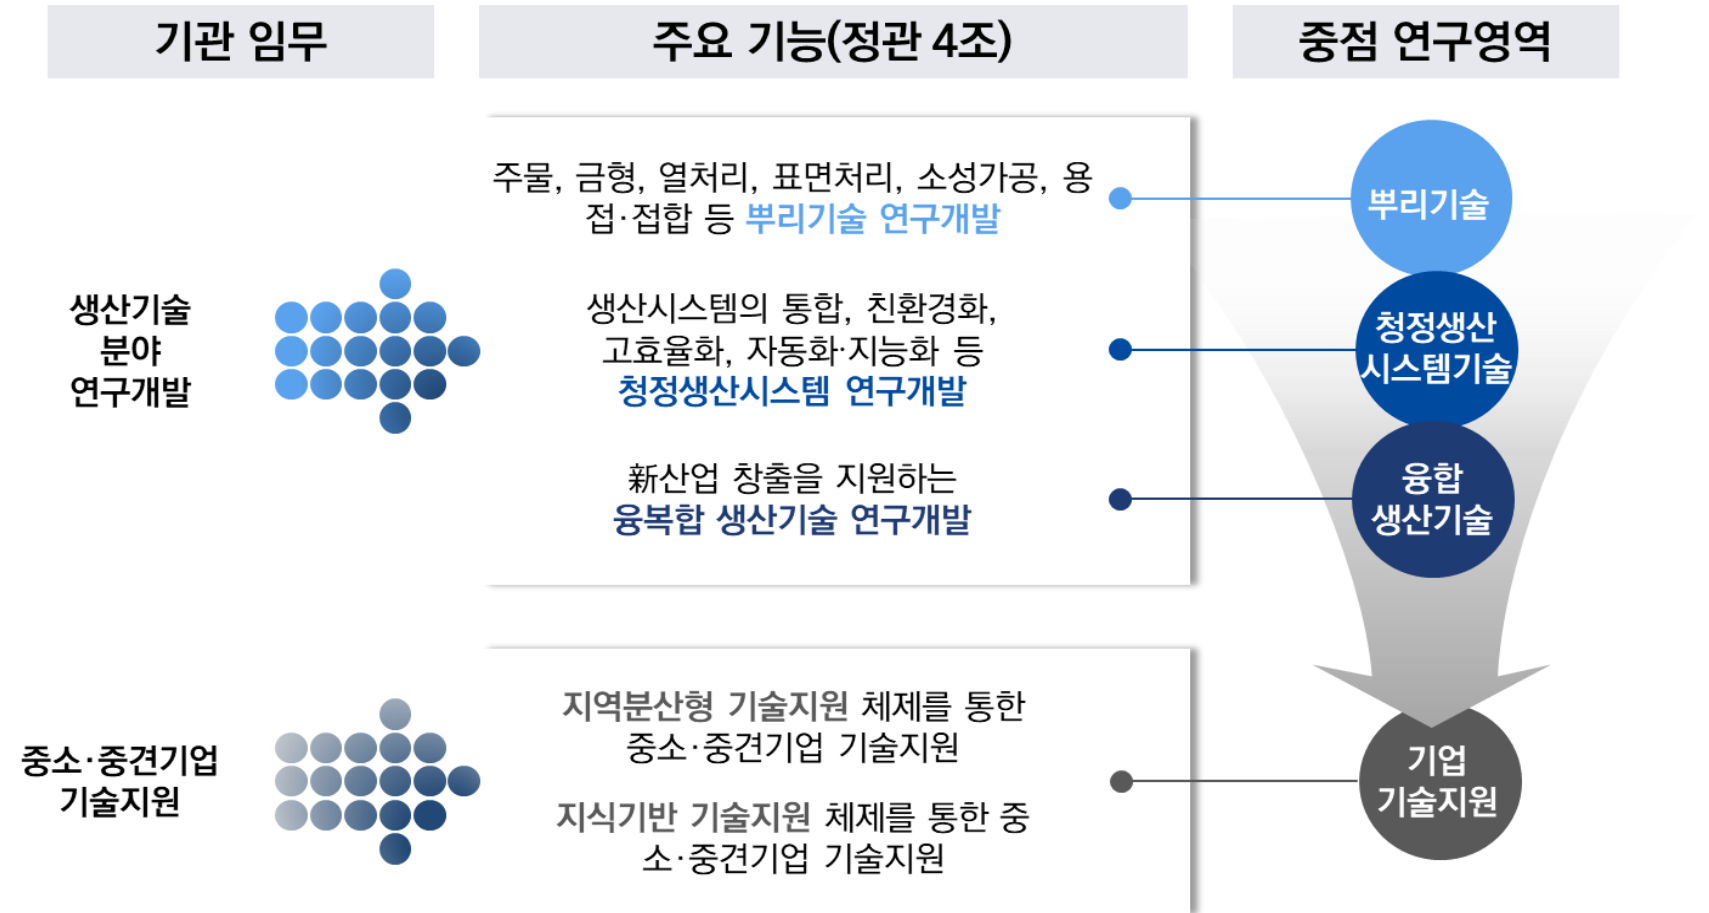 기관 임무
주요 기능(정관 4조)
중점 연구영역
생산기술
분야
연구개발
주물, 금형, 열처리, 표면처리, 소성가공, 용
접·접합 등 뿌리기술 연구개발
생산시스템의 통합, 친환경화,
고효율화, 자동화·지능화 등
청정생산시스템 연구개발
新산업 창출을 지원하는
융복합 생산기술 연구개발
뿌리기술
청정생산
시스템기술
융합
생산기술
중소·중견기업
기술지원
지역분산형 기술지원 체제를 통한
중소·중견기업 기술지원
지식기반 기술지원 체제를 통한 중
소·중견기업 기술지원
기업
기술지원